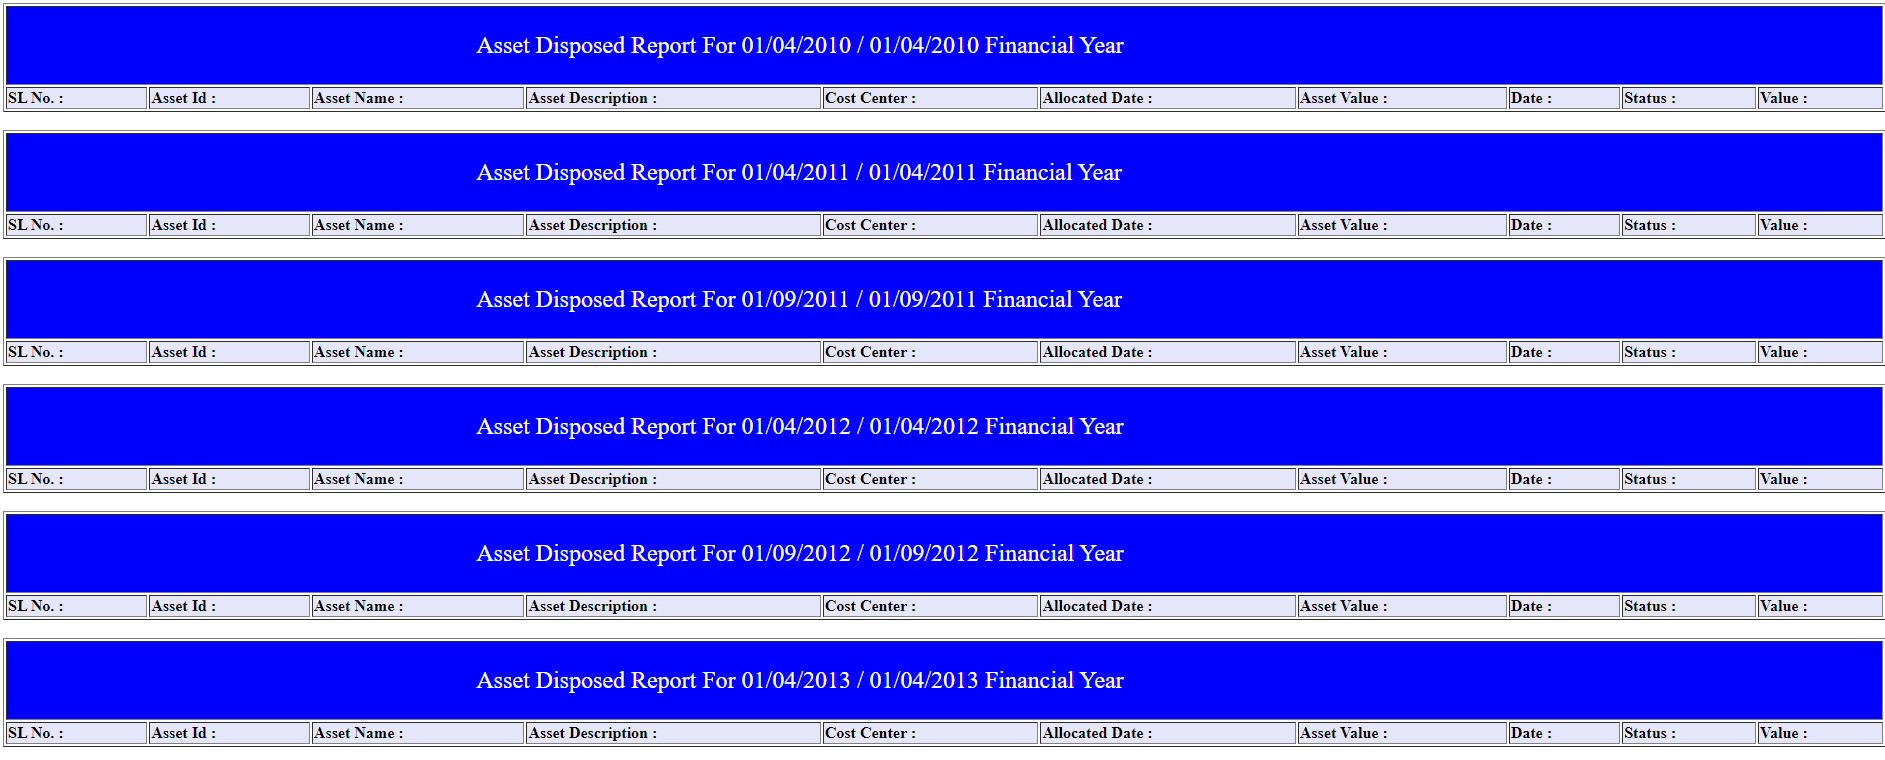 Asset Disposed Report For 01/04/2010 / 01/04/2010 Financial Year
SL No. : Asset Id : Asset Name : Asset Description : Cost Center : Allocated Date : Asset Value : Date : Status : Value :
Asset Disposed Report For 01/04/2011 / 01/04/2011 Financial Year
SL No. : Asset Id : Asset Name : Asset Description : Cost Center : Allocated Date : Asset Value : Date : Status : Value :
Asset Disposed Report For 01/09/2011 / 01/09/2011 Financial Year
SL No. : Asset Id : Asset Name : Asset Description : Cost Center : Allocated Date : Asset Value : Date : Status : Value :
Asset Disposed Report For 01/04/2012 / 01/04/2012 Financial Year
SL No. : Asset Id : Asset Name : Asset Description : Cost Center : Allocated Date : Asset Value : Date : Status : Value :
Asset Disposed Report For 01/09/2012 / 01/09/2012 Financial Year
SL No. : Asset Id : Asset Name : Asset Description : Cost Center : Allocated Date : Asset Value : Date : Status : Value :
Asset Disposed Report For 01/04/2013 / 01/04/2013 Financial Year
SL No. : Asset Id : Asset Name : Asset Description : Cost Center : Allocated Date : Asset Value : Date : Status : Value :